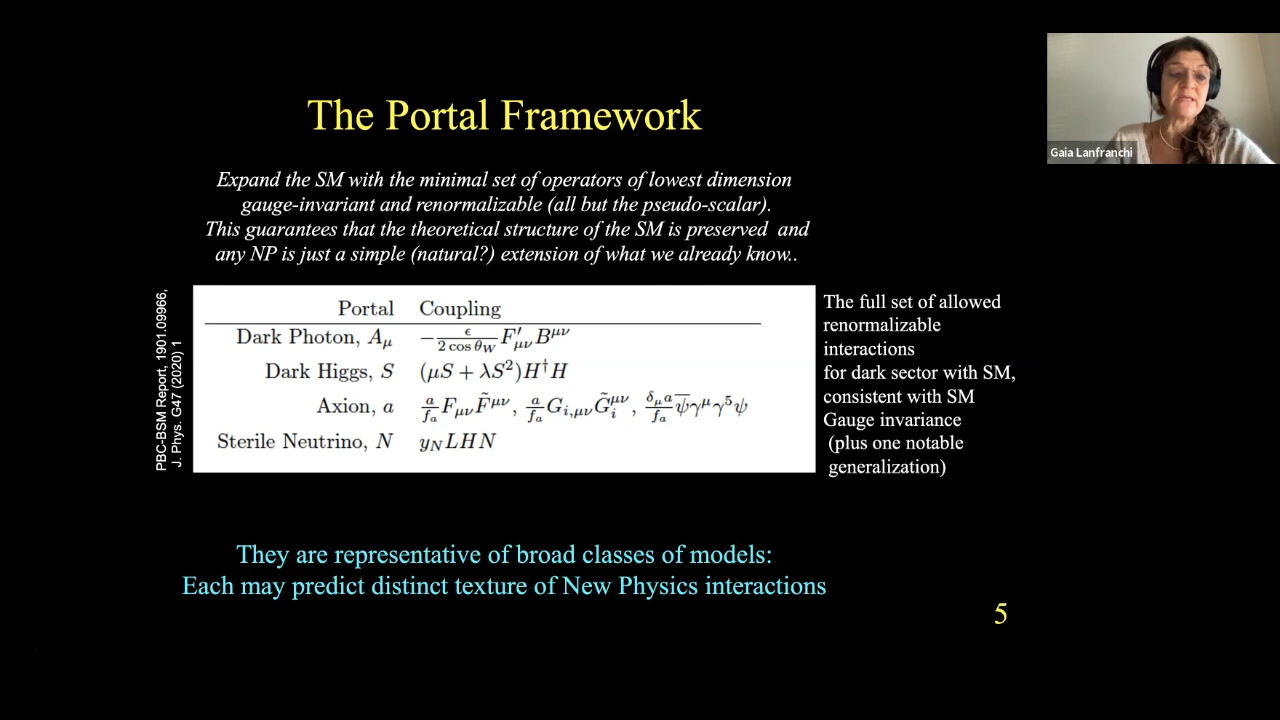 The Portal Framework
Gaia Lanfranchi
Expand the SM with the minimal set of operators of lowest dimension
gauge-invariant and renormalizable (all but the pseudo-scalar).
This guarantees that the theoretical structure of the SM is preserved and
any NP is just a simple (natural?) extension of what we already know..
PBC-BSM Report, 1901.09966,
J. Phys. G47 (2020) 1
Portal Coupling
Dark Photon, A_μ −ϵ/(2 cos θ_W) F′_μν B^μν
Dark Higgs, S (μS + λS²)H†H
Axion, a a/f_a F_μν F̃^μν, a/f_a G_i,μν G̃_i^μν, δ_μ a/f_a ψ̄γ^μγ^5ψ
Sterile Neutrino, N y_N LHN
The full set of allowed
renormalizable
interactions
for dark sector with SM,
consistent with SM
Gauge invariance
(plus one notable
generalization)
They are representative of broad classes of models:
Each may predict distinct texture of New Physics interactions
5